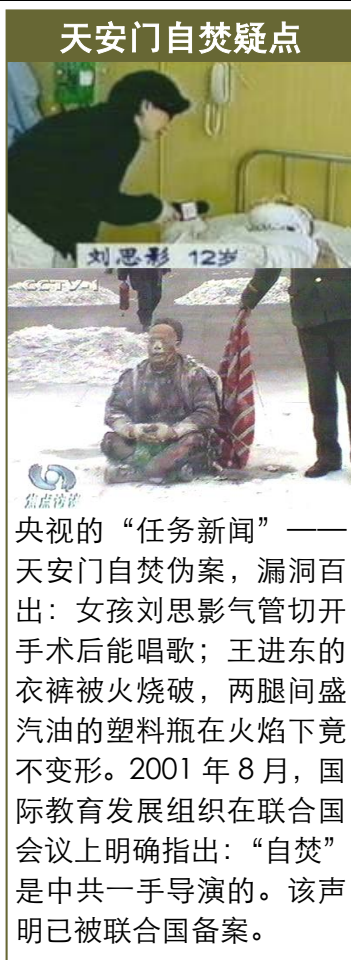 天安门自焚疑点
刘思影 12岁
CCTV-1
焦点访谈
央视的“任务新闻”——
天安门自焚伪案，漏洞百
出：女孩刘思影气管切开
手术后能唱歌；王进东的
衣裤被火烧破，两腿间盛
汽油的塑料瓶在火焰下竟
不变形。2001 年 8 月，国
际教育发展组织在联合国
会议上明确指出：“自焚”
是中共一手导演的。该声
明已被联合国备案。